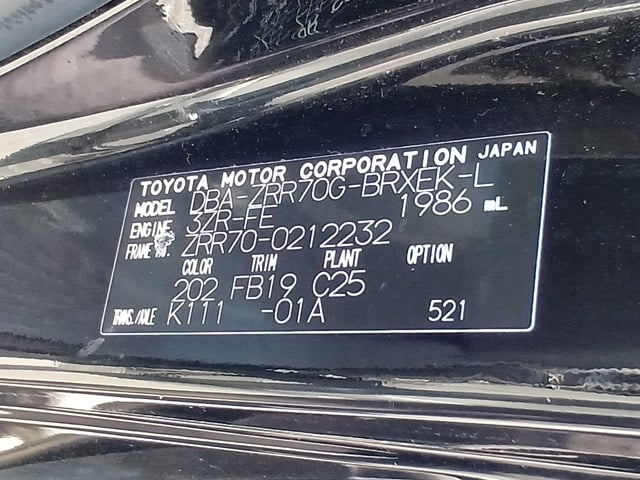 TOYOTA MOTOR CORPORATION JAPAN
MODEL DBA-ZRR70G-BRXEK-L
ENGINE 3ZR-FE 1986 mL
FRAME No. ZRR70-0212232
COLOR TRIM PLANT OPTION
202 FB19 C25
TRANS./AXLE K111 -01A 521